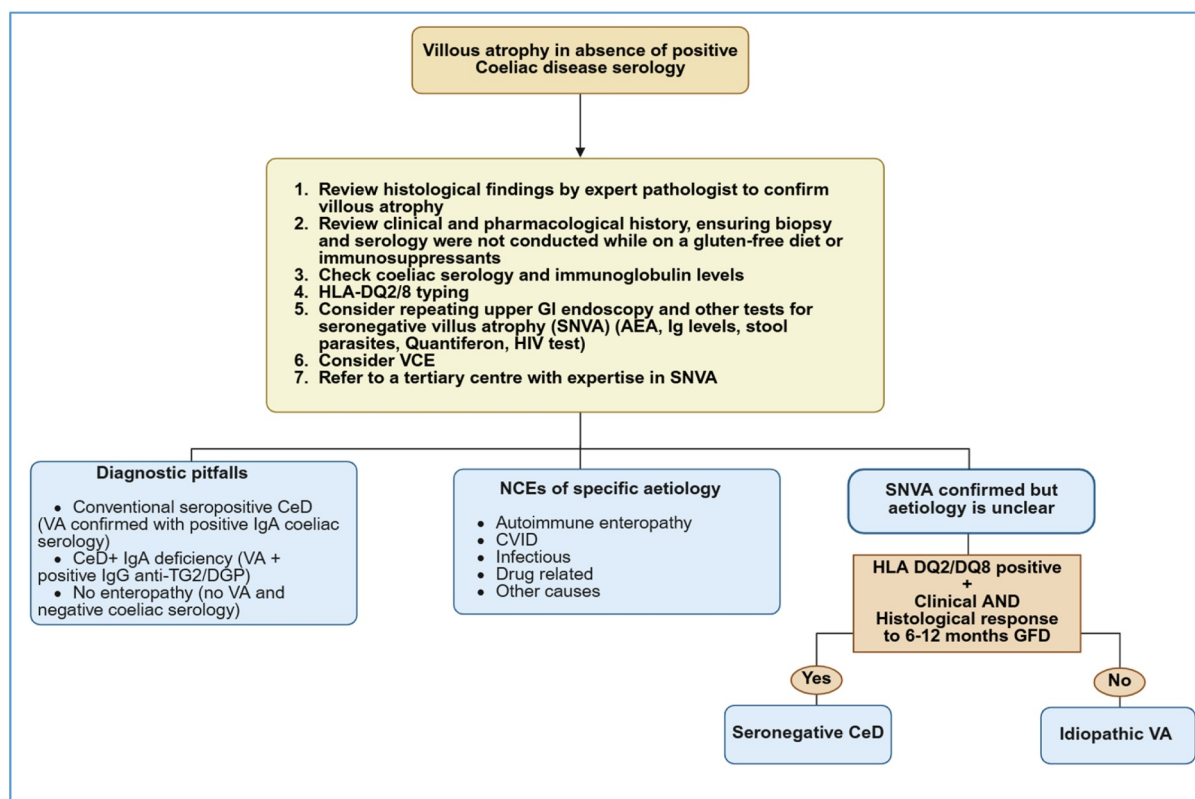 Villous atrophy in absence of positive
Coeliac disease serology
1. Review histological findings by expert pathologist to confirm
villous atrophy
2. Review clinical and pharmacological history, ensuring biopsy
and serology were not conducted while on a gluten-free diet or
immunosuppressants
3. Check coeliac serology and immunoglobulin levels
4. HLA-DQ2/8 typing
5. Consider repeating upper GI endoscopy and other tests for
seronegative villus atrophy (SNVA) (AEA, Ig levels, stool
parasites, Quantiferon, HIV test)
6. Consider VCE
7. Refer to a tertiary centre with expertise in SNVA
Diagnostic pitfalls
• Conventional seropositive CeD
(VA confirmed with positive IgA coeliac
serology)
• CeD+ IgA deficiency (VA +
positive IgG anti-TG2/DGP)
• No enteropathy (no VA and
negative coeliac serology)
NCEs of specific aetiology
• Autoimmune enteropathy
• CVID
• Infectious
• Drug related
• Other causes
SNVA confirmed but
aetiology is unclear
HLA DQ2/DQ8 positive
+
Clinical AND
Histological response
to 6-12 months GFD
Yes
No
Seronegative CeD
Idiopathic VA